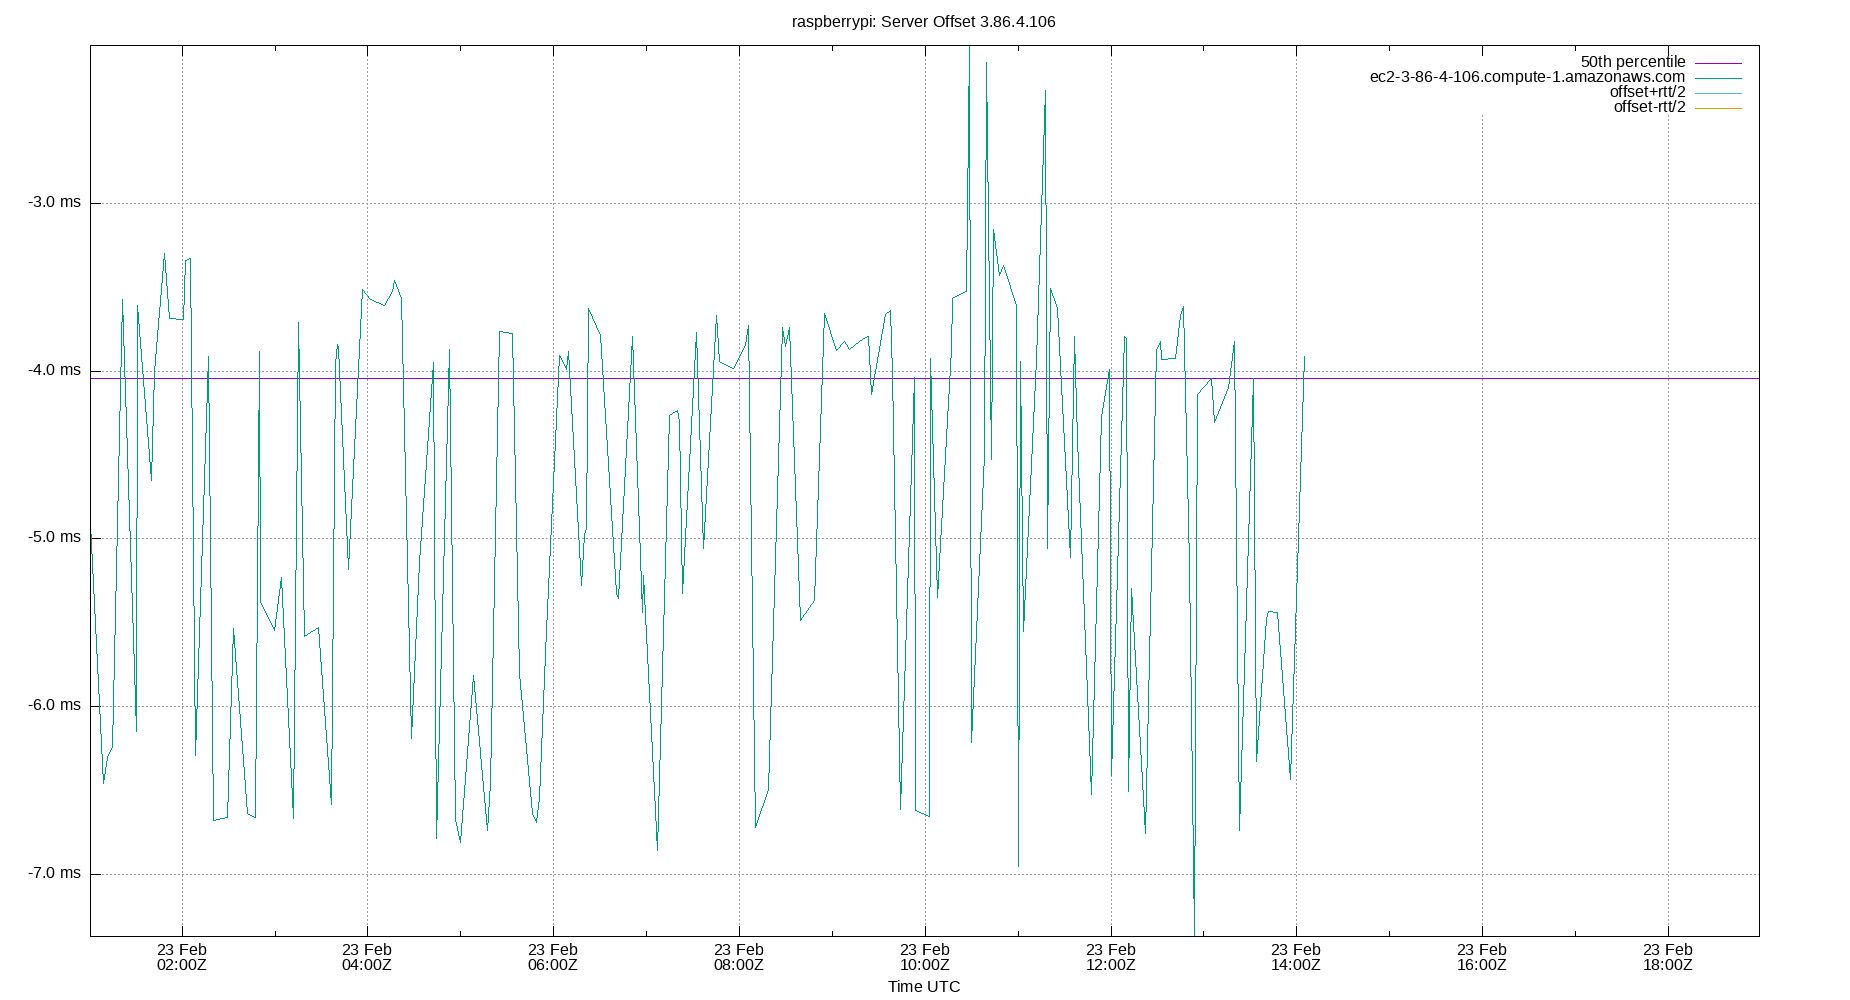 raspberrypi: Server Offset 3.86.4.106
50th percentile
ec2-3-86-4-106.compute-1.amazonaws.com
offset+rtt/2
offset-rtt/2
-3.0 ms
-4.0 ms
-5.0 ms
-6.0 ms
-7.0 ms
23 Feb 23 Feb 23 Feb 23 Feb 23 Feb 23 Feb 23 Feb 23 Feb 23 Feb
02:00Z 04:00Z 06:00Z 08:00Z 10:00Z 12:00Z 14:00Z 16:00Z 18:00Z
Time UTC